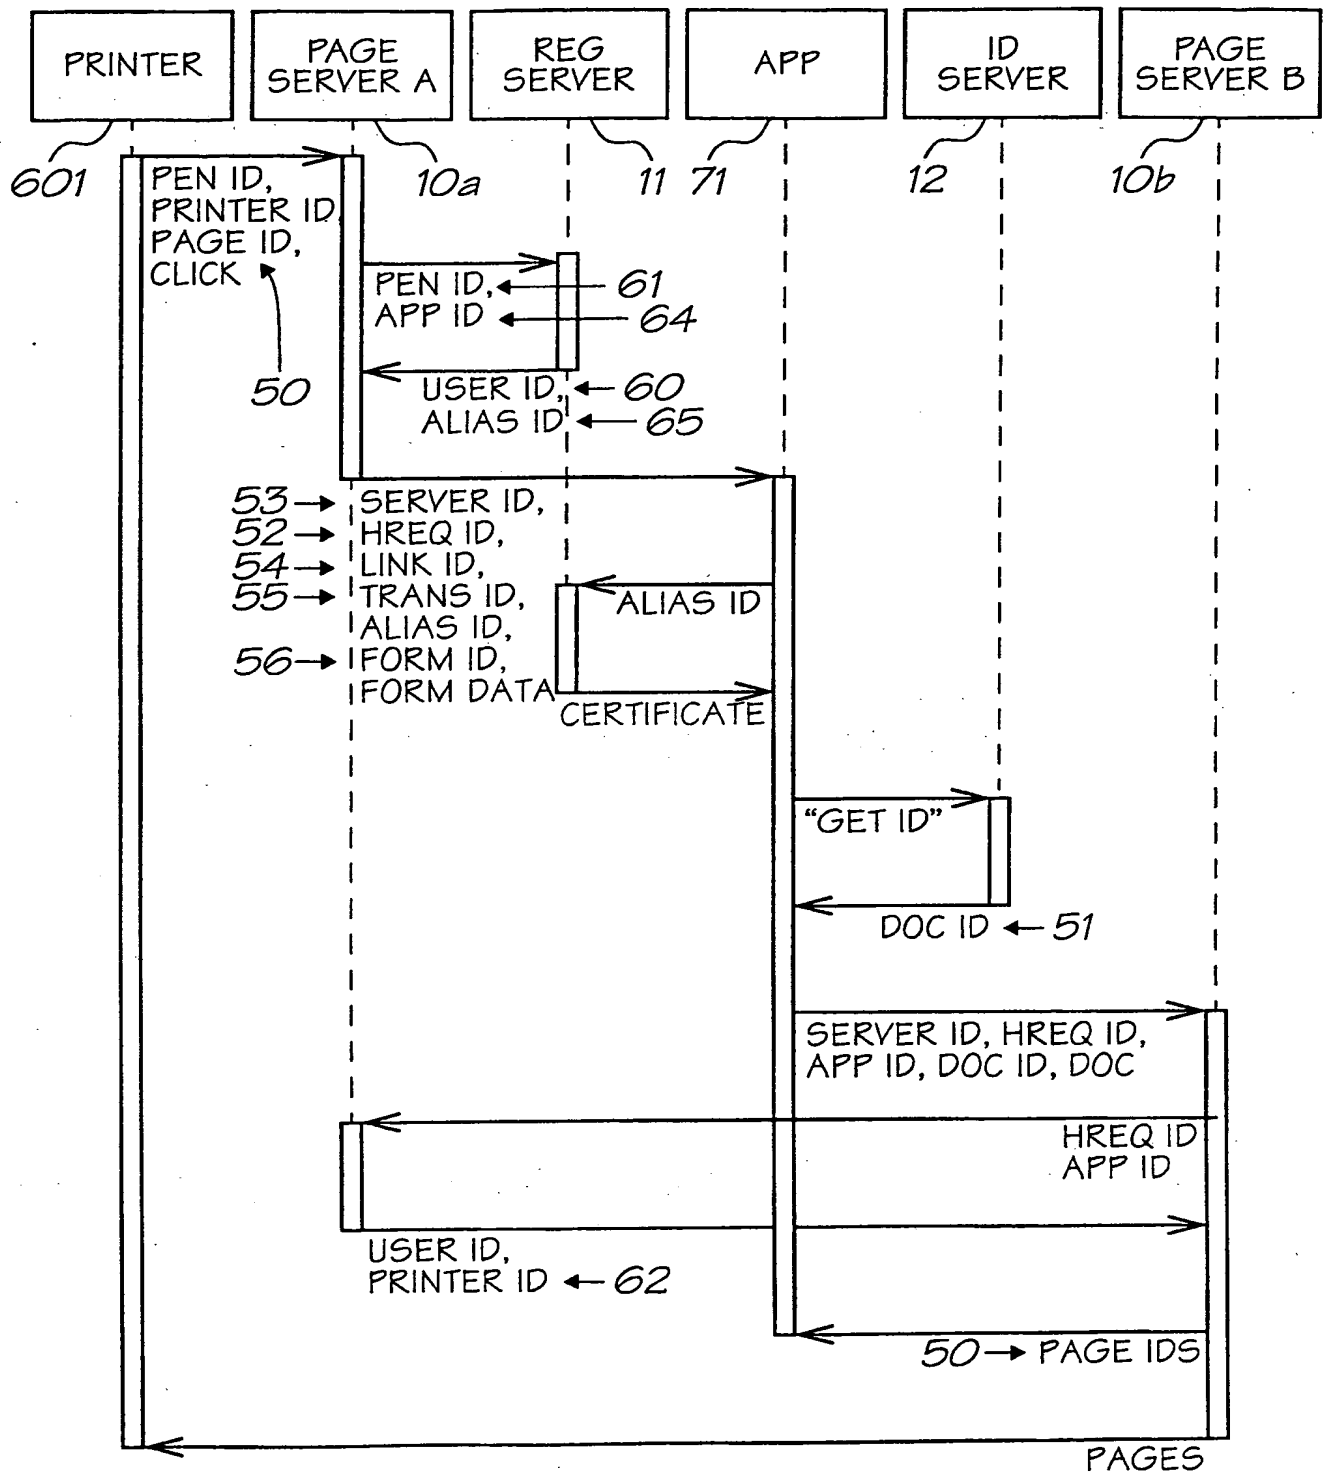 PRINTER
PAGE
SERVER A
REG
SERVER
APP
ID
SERVER
PAGE
SERVER B
601
10a
11
71
12
10b
PEN ID,
PRINTER ID
PAGE ID,
CLICK
50
PEN ID,
61
APP ID
64
USER ID,
60
ALIAS ID
65
53
SERVER ID,
52
HREQ ID,
54
LINK ID,
55
TRANS ID,
ALIAS ID,
56
FORM ID,
FORM DATA
ALIAS ID
CERTIFICATE
“GET ID”
DOC ID
51
SERVER ID, HREQ ID,
APP ID, DOC ID, DOC
HREQ ID
APP ID
USER ID,
PRINTER ID
62
50
PAGE IDS
PAGES